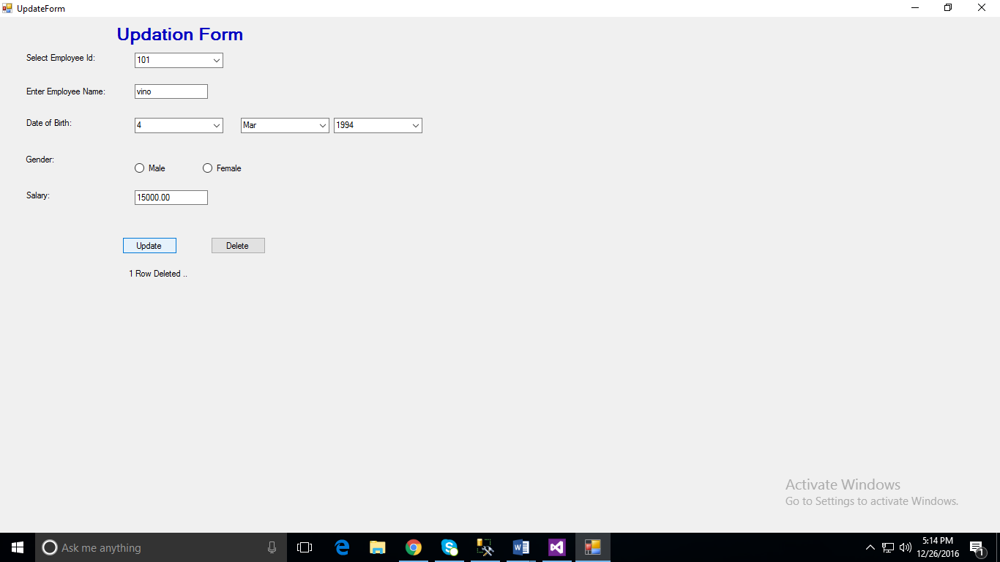 UpdateForm
Updation Form
Select Employee Id: 101
Enter Employee Name: vino
Date of Birth: 4 Mar 1994
Gender: Male Female
Salary: 15000.00
Update Delete
1 Row Deleted ..
Activate Windows
Go to Settings to activate Windows.
Ask me anything
5:14 PM
12/26/2016
1